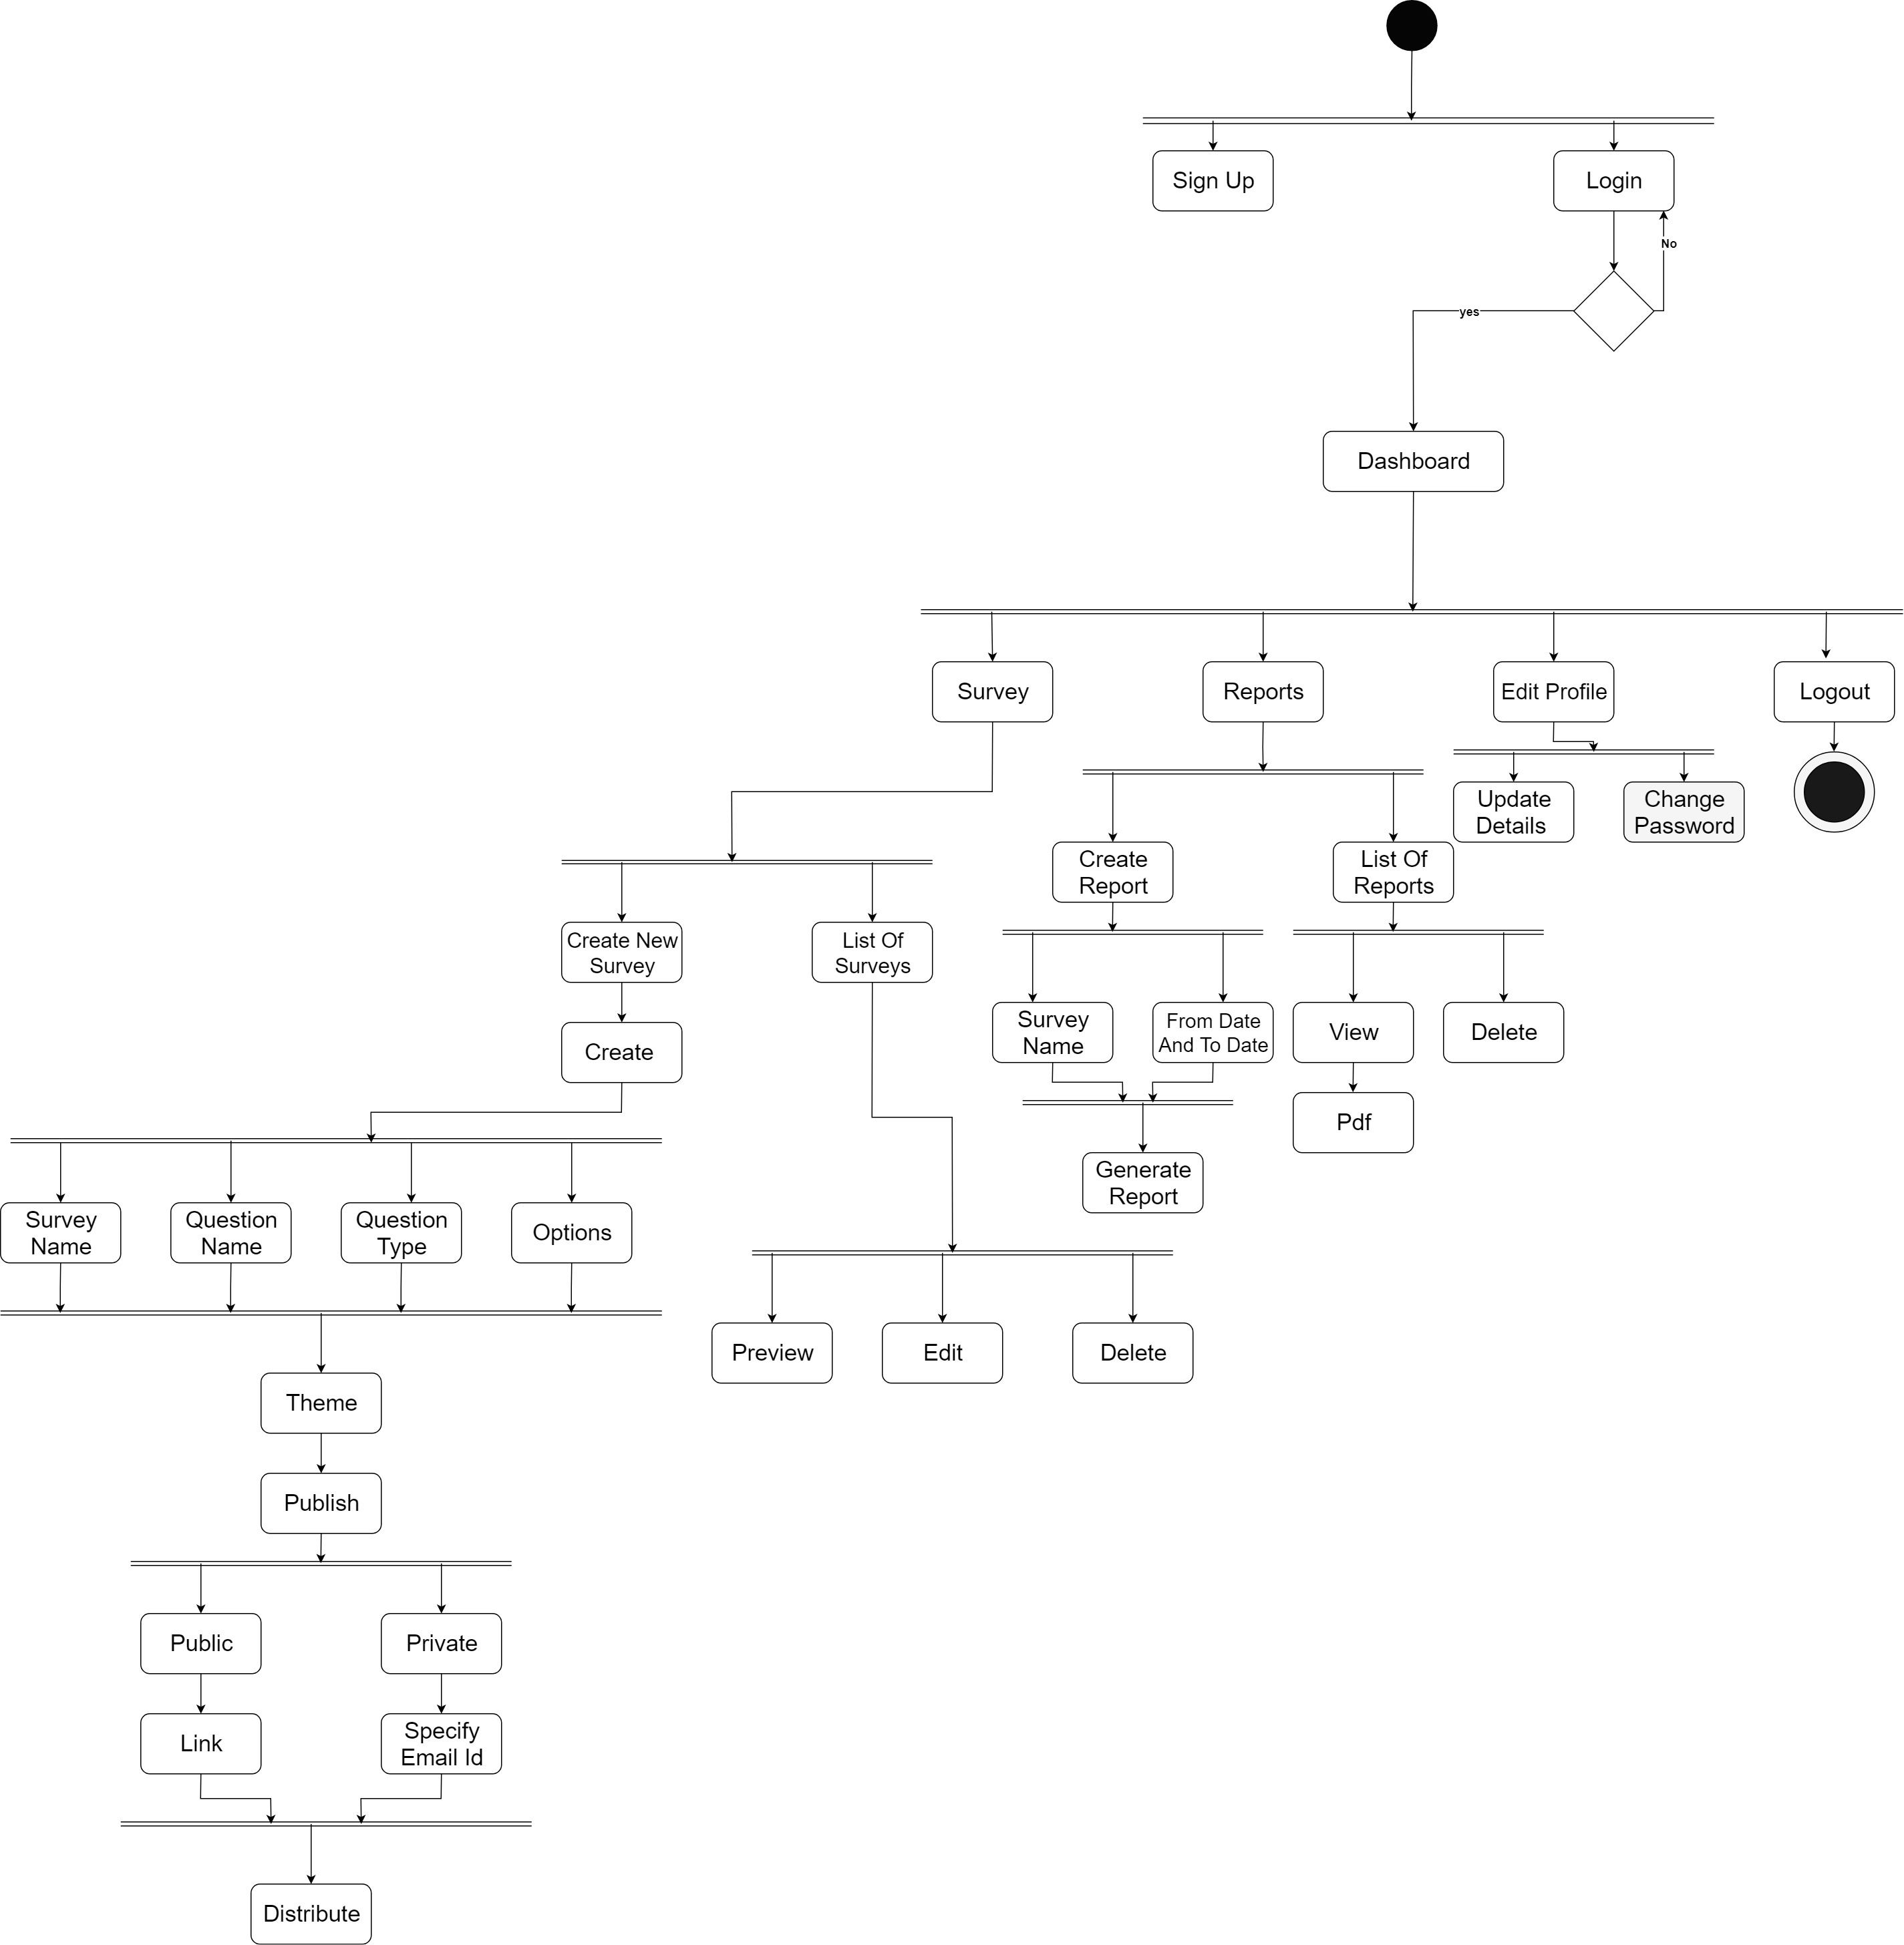 Sign Up
Login
No
yes
Dashboard
Survey
Reports
Edit Profile
Logout
Update
Details
Change
Password
Create
Report
List Of
Reports
Create New
Survey
List Of
Surveys
Survey
Name
From Date
And To Date
View
Delete
Create
Pdf
Generate
Report
Survey
Name
Question
Name
Question
Type
Options
Preview
Edit
Delete
Theme
Publish
Public
Private
Link
Specify
Email Id
Distribute